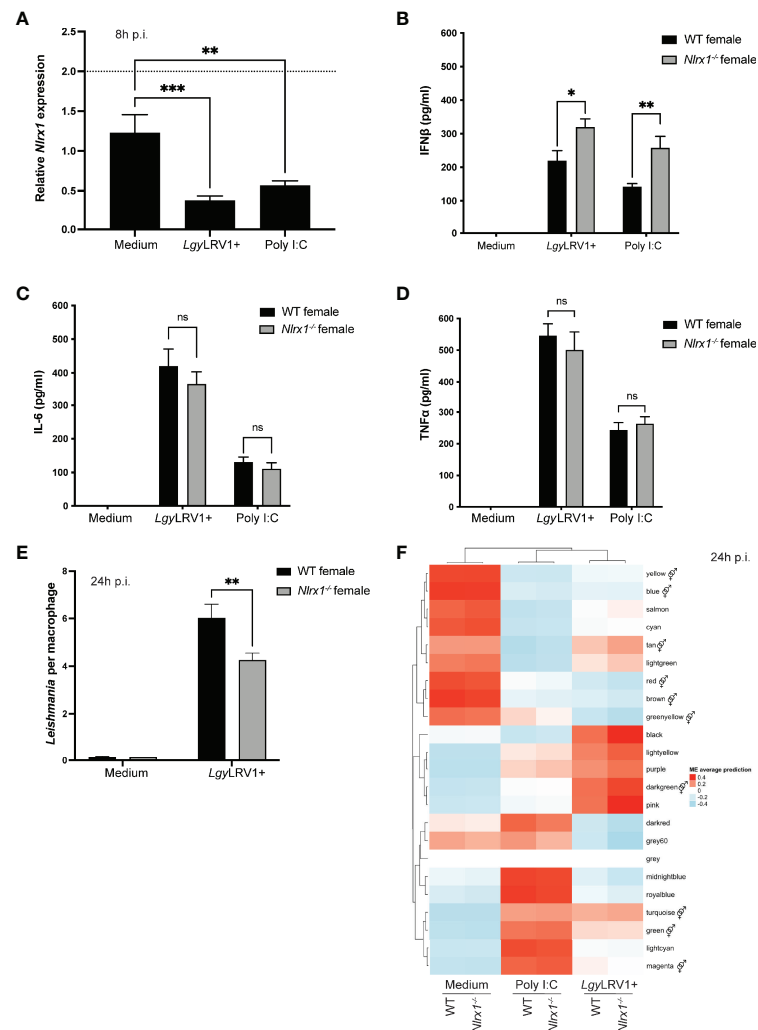 A
8h p.i.
Relative Nlrx1 expression
2.0
1.5
1.0
0.5
0.0
**
***
Medium
LgyLRV1+
Poly I:C
B
WT female
Nlrx1-/- female
IFNβ (pg/ml)
600
500
400
300
200
100
0
*
**
Medium
LgyLRV1+
Poly I:C
C
WT female
Nlrx1-/- female
IL-6 (pg/ml)
600
500
400
300
200
100
0
ns
ns
Medium
LgyLRV1+
Poly I:C
D
WT female
Nlrx1-/- female
TNFα (pg/ml)
600
500
400
300
200
100
0
ns
ns
Medium
LgyLRV1+
Poly I:C
E
24h p.i.
WT female
Nlrx1-/- female
Leishmania per macrophage
8
6
4
2
0
**
Medium
LgyLRV1+
F
24h p.i.
yellow ⚤
blue ⚤
salmon
cyan
tan ⚤
lightgreen
red ⚤
brown ⚤
greenyellow ⚤
black
lightyellow
purple
darkgreen ⚤
pink
darkred
grey60
grey
midnightblue
royalblue
turquoise ⚤
green ⚤
lightcyan
magenta ⚤
ME average prediction
0.4
0.2
0
-0.2
-0.4
Medium
Poly I:C
LgyLRV1+
WT
Nlrx1-/-
WT
Nlrx1-/-
WT
Nlrx1-/-